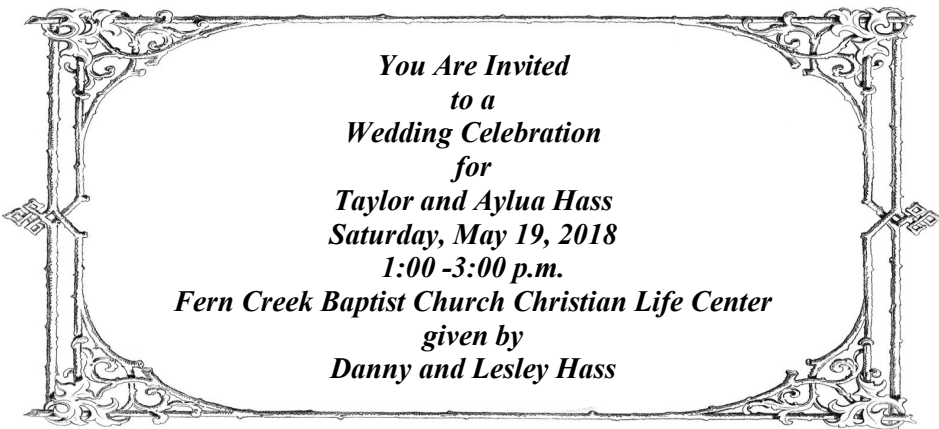 You Are Invited
to a
Wedding Celebration
for
Taylor and Aylua Hass
Saturday, May 19, 2018
1:00 -3:00 p.m.
Fern Creek Baptist Church Christian Life Center
given by
Danny and Lesley Hass